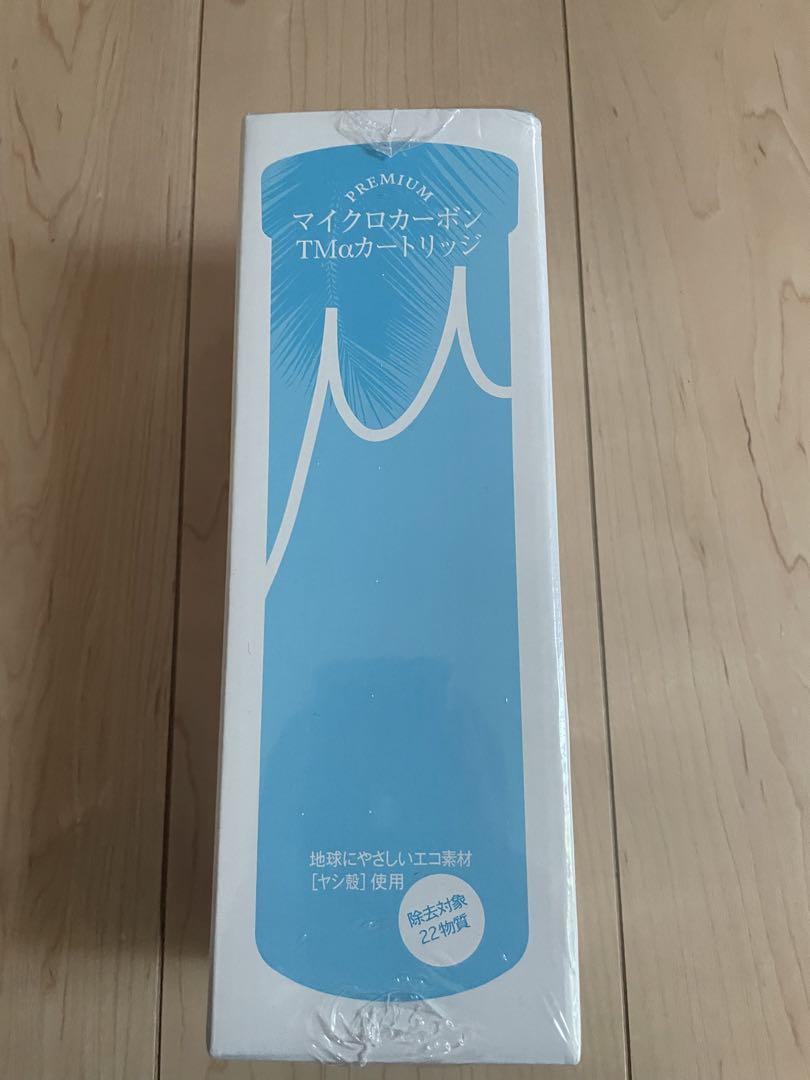 PREMIUM
マイクロカーボン
TMαカートリッジ
μ
地球にやさしいエコ素材
[ヤシ殻]使用
除去対象
22物質